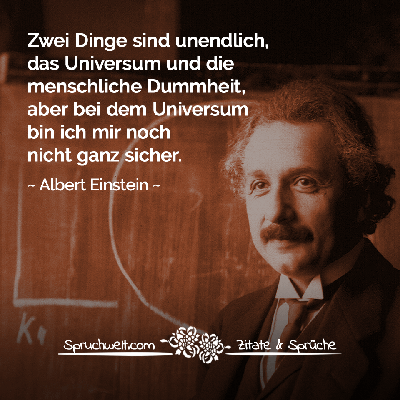 Zwei Dinge sind unendlich,
das Universum und die
menschliche Dummheit,
aber bei dem Universum
bin ich mir noch
nicht ganz sicher.
~ Albert Einstein ~
Spruchwelt.com Zitate & Sprüche